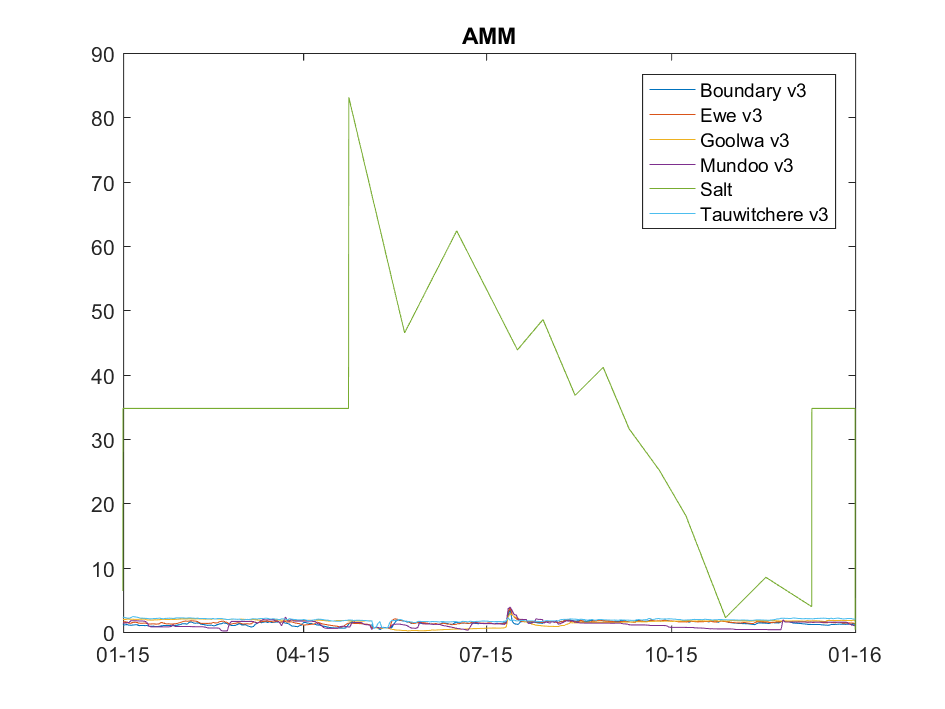 AMM
90
80
70
60
50
40
30
20
10
0
01-15
04-15
07-15
10-15
01-16
Boundary v3
Ewe v3
Goolwa v3
Mundoo v3
Salt
Tauwitchere v3